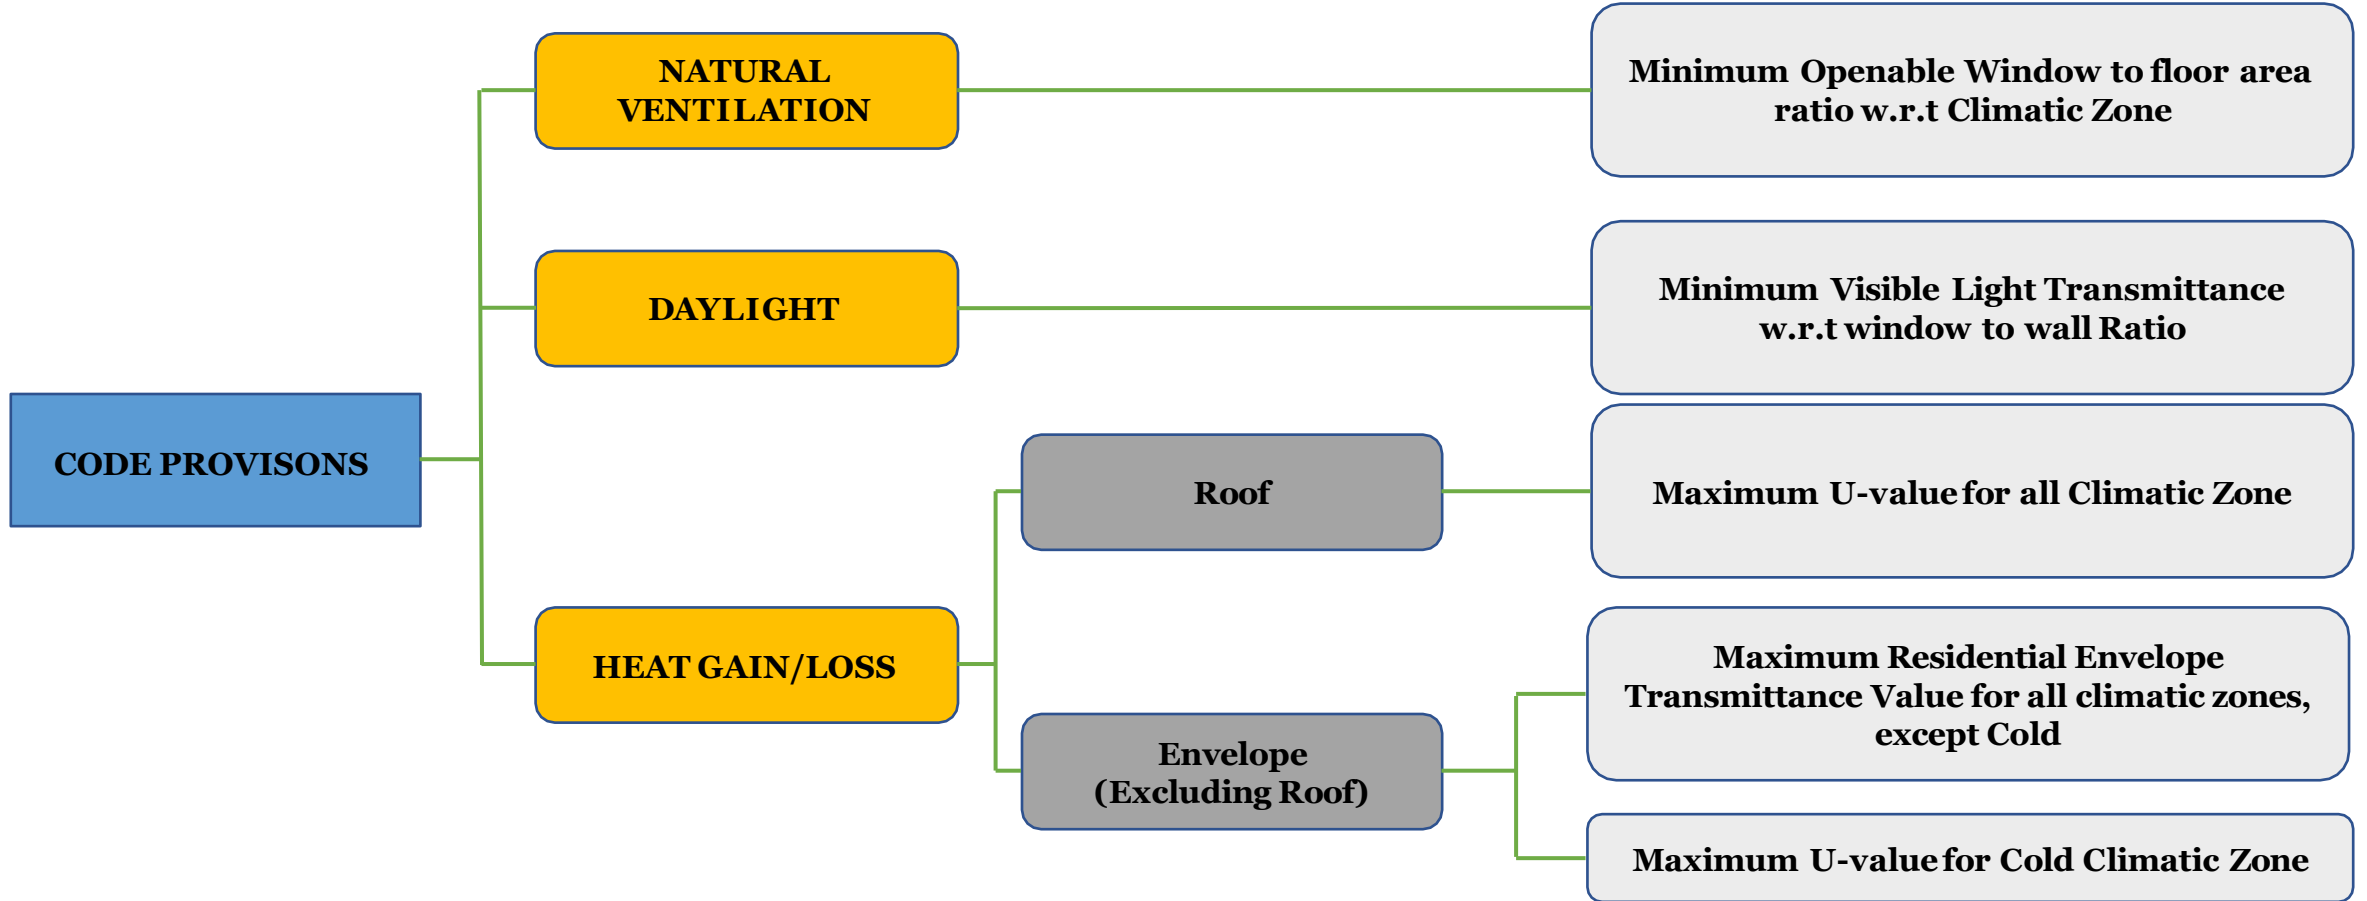 NATURAL
VENTILATION
Minimum Openable Window to floor area
ratio w.r.t Climatic Zone
DAYLIGHT
Minimum Visible Light Transmittance
w.r.t window to wall Ratio
CODE PROVISONS
Roof
Maximum U-value for all Climatic Zone
HEAT GAIN/LOSS
Envelope
(Excluding Roof)
Maximum Residential Envelope
Transmittance Value for all climatic zones,
except Cold
Maximum U-value for Cold Climatic Zone